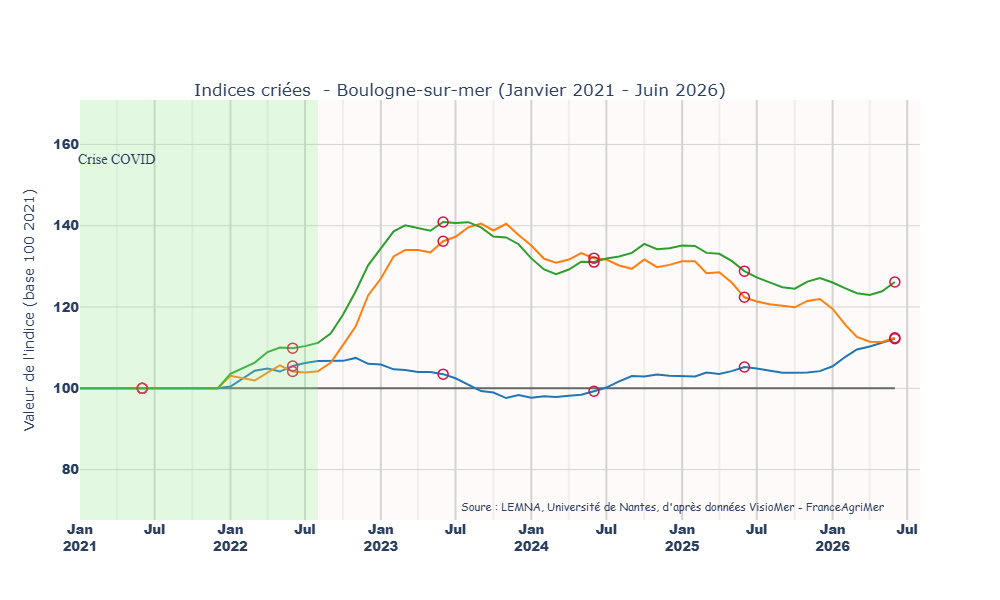 Indices criées  - Boulogne-sur-mer (Janvier 2021 - Juin 2026)
Valeur de l'indice (base 100 2021)
160
Crise COVID
140
120
100
80
Soure : LEMNA, Université de Nantes, d'après données VisioMer - FranceAgriMer
Jan Jul Jan Jul Jan Jul Jan Jul Jan Jul Jan Jul
2021 2022 2023 2024 2025 2026